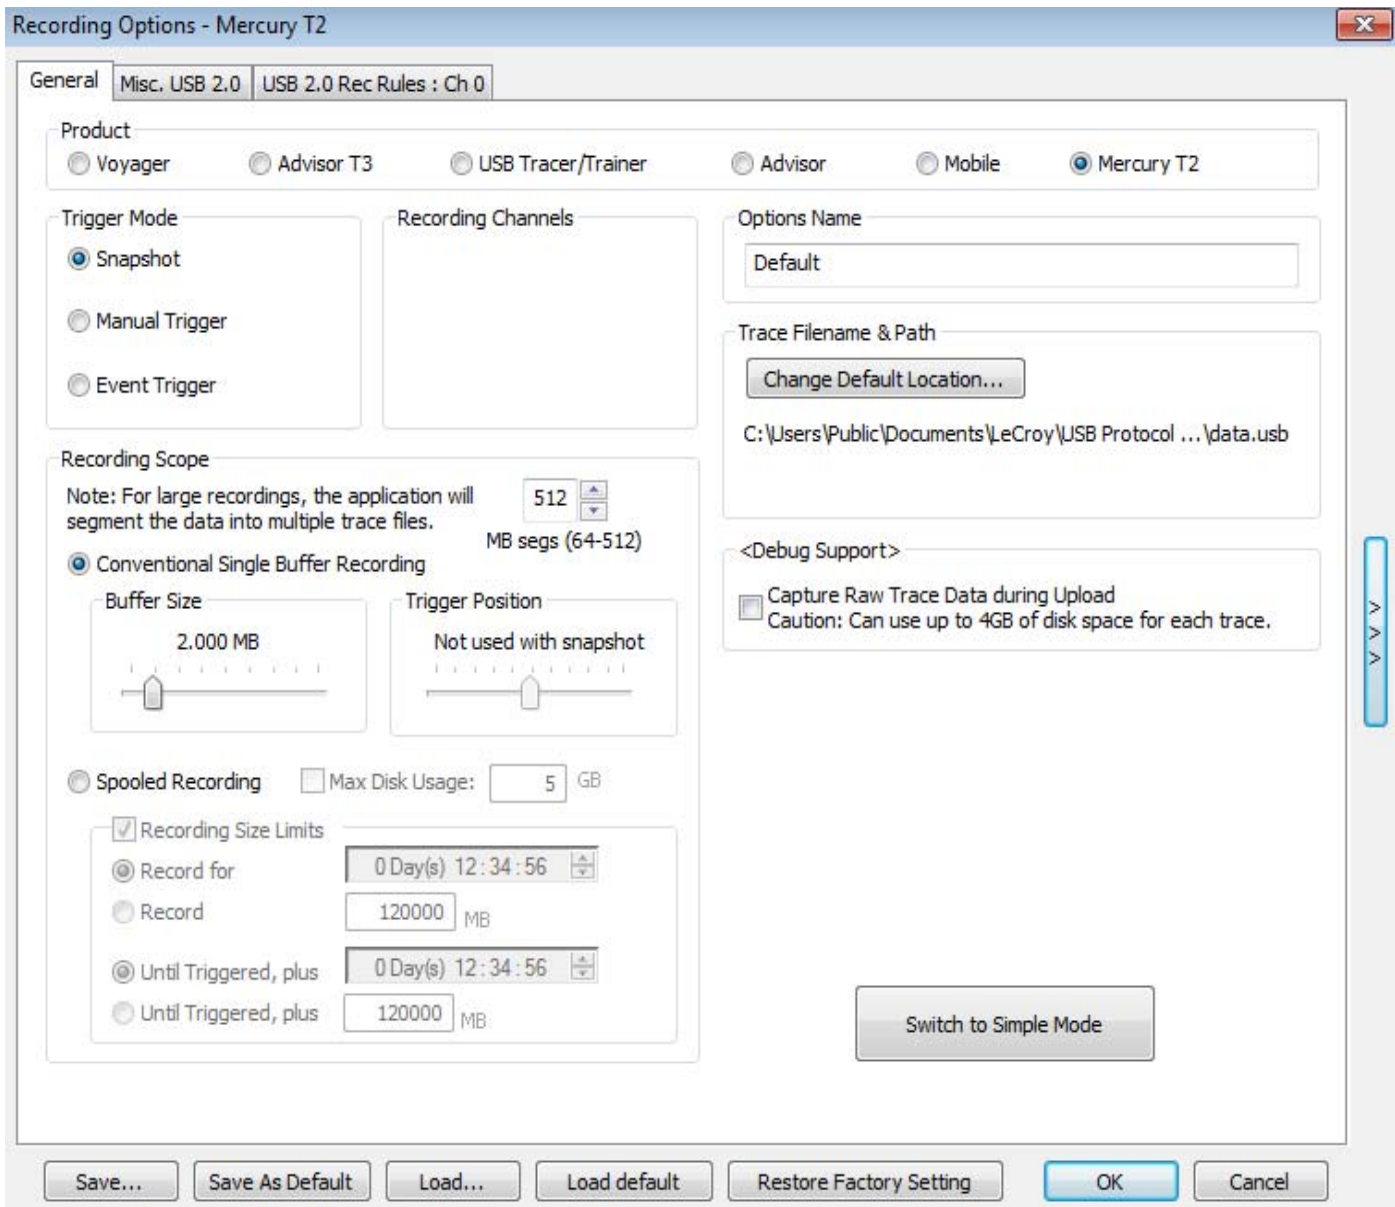 Recording Options - Mercury T2
General
Misc. USB 2.0
USB 2.0 Rec Rules : Ch 0
Product
Voyager
Advisor T3
USB Tracer/Trainer
Advisor
Mobile
Mercury T2
Trigger Mode
Snapshot
Manual Trigger
Event Trigger
Recording Channels
Options Name
Default
Trace Filename & Path
Change Default Location...
C:\Users\Public\Documents\LeCroy\USB Protocol ...\data.usb
Recording Scope
Note: For large recordings, the application will
segment the data into multiple trace files.
512
MB segs (64-512)
Conventional Single Buffer Recording
Buffer Size
2.000 MB
Trigger Position
Not used with snapshot
<Debug Support>
Capture Raw Trace Data during Upload
Caution: Can use up to 4GB of disk space for each trace.
>
>
>
Spooled Recording
Max Disk Usage:
5
GB
Recording Size Limits
Record for
0 Day(s) 12 : 34 : 56
Record
120000
MB
Until Triggered, plus
0 Day(s) 12 : 34 : 56
Until Triggered, plus
120000
MB
Switch to Simple Mode
Save...
Save As Default
Load...
Load default
Restore Factory Setting
OK
Cancel